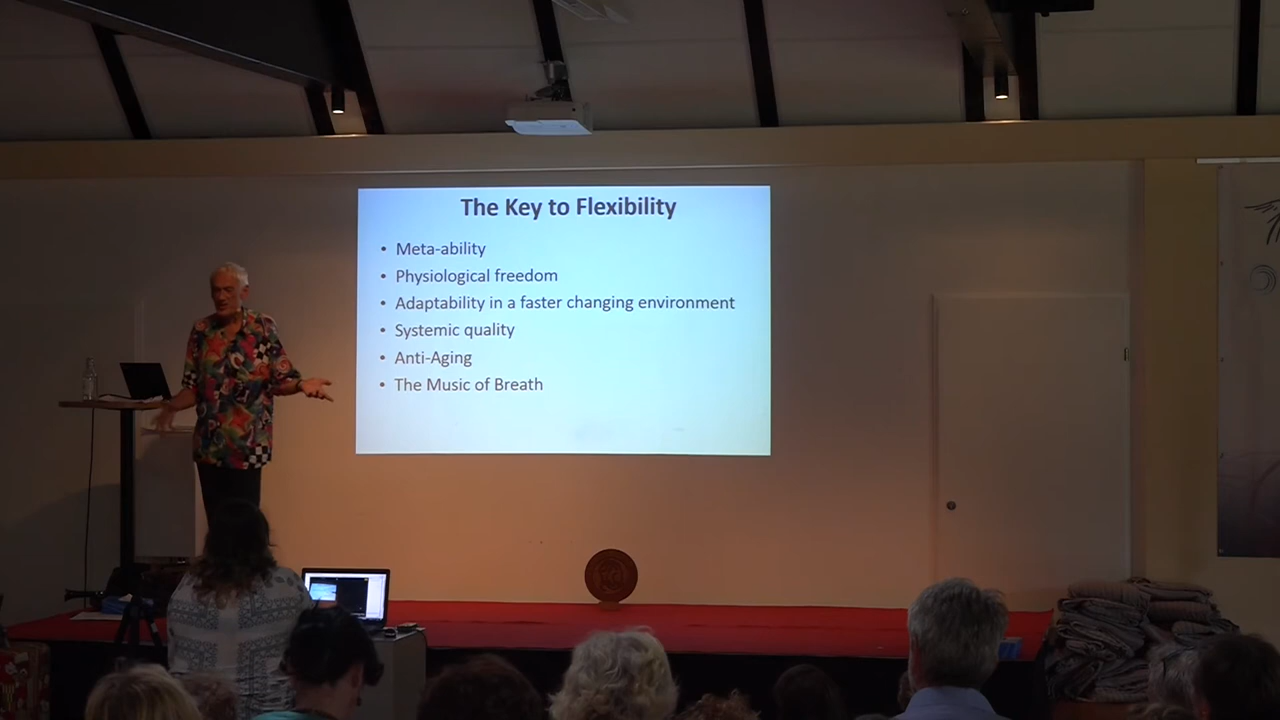 The Key to Flexibility
• Meta-ability
• Physiological freedom
• Adaptability in a faster changing environment
• Systemic quality
• Anti-Aging
• The Music of Breath